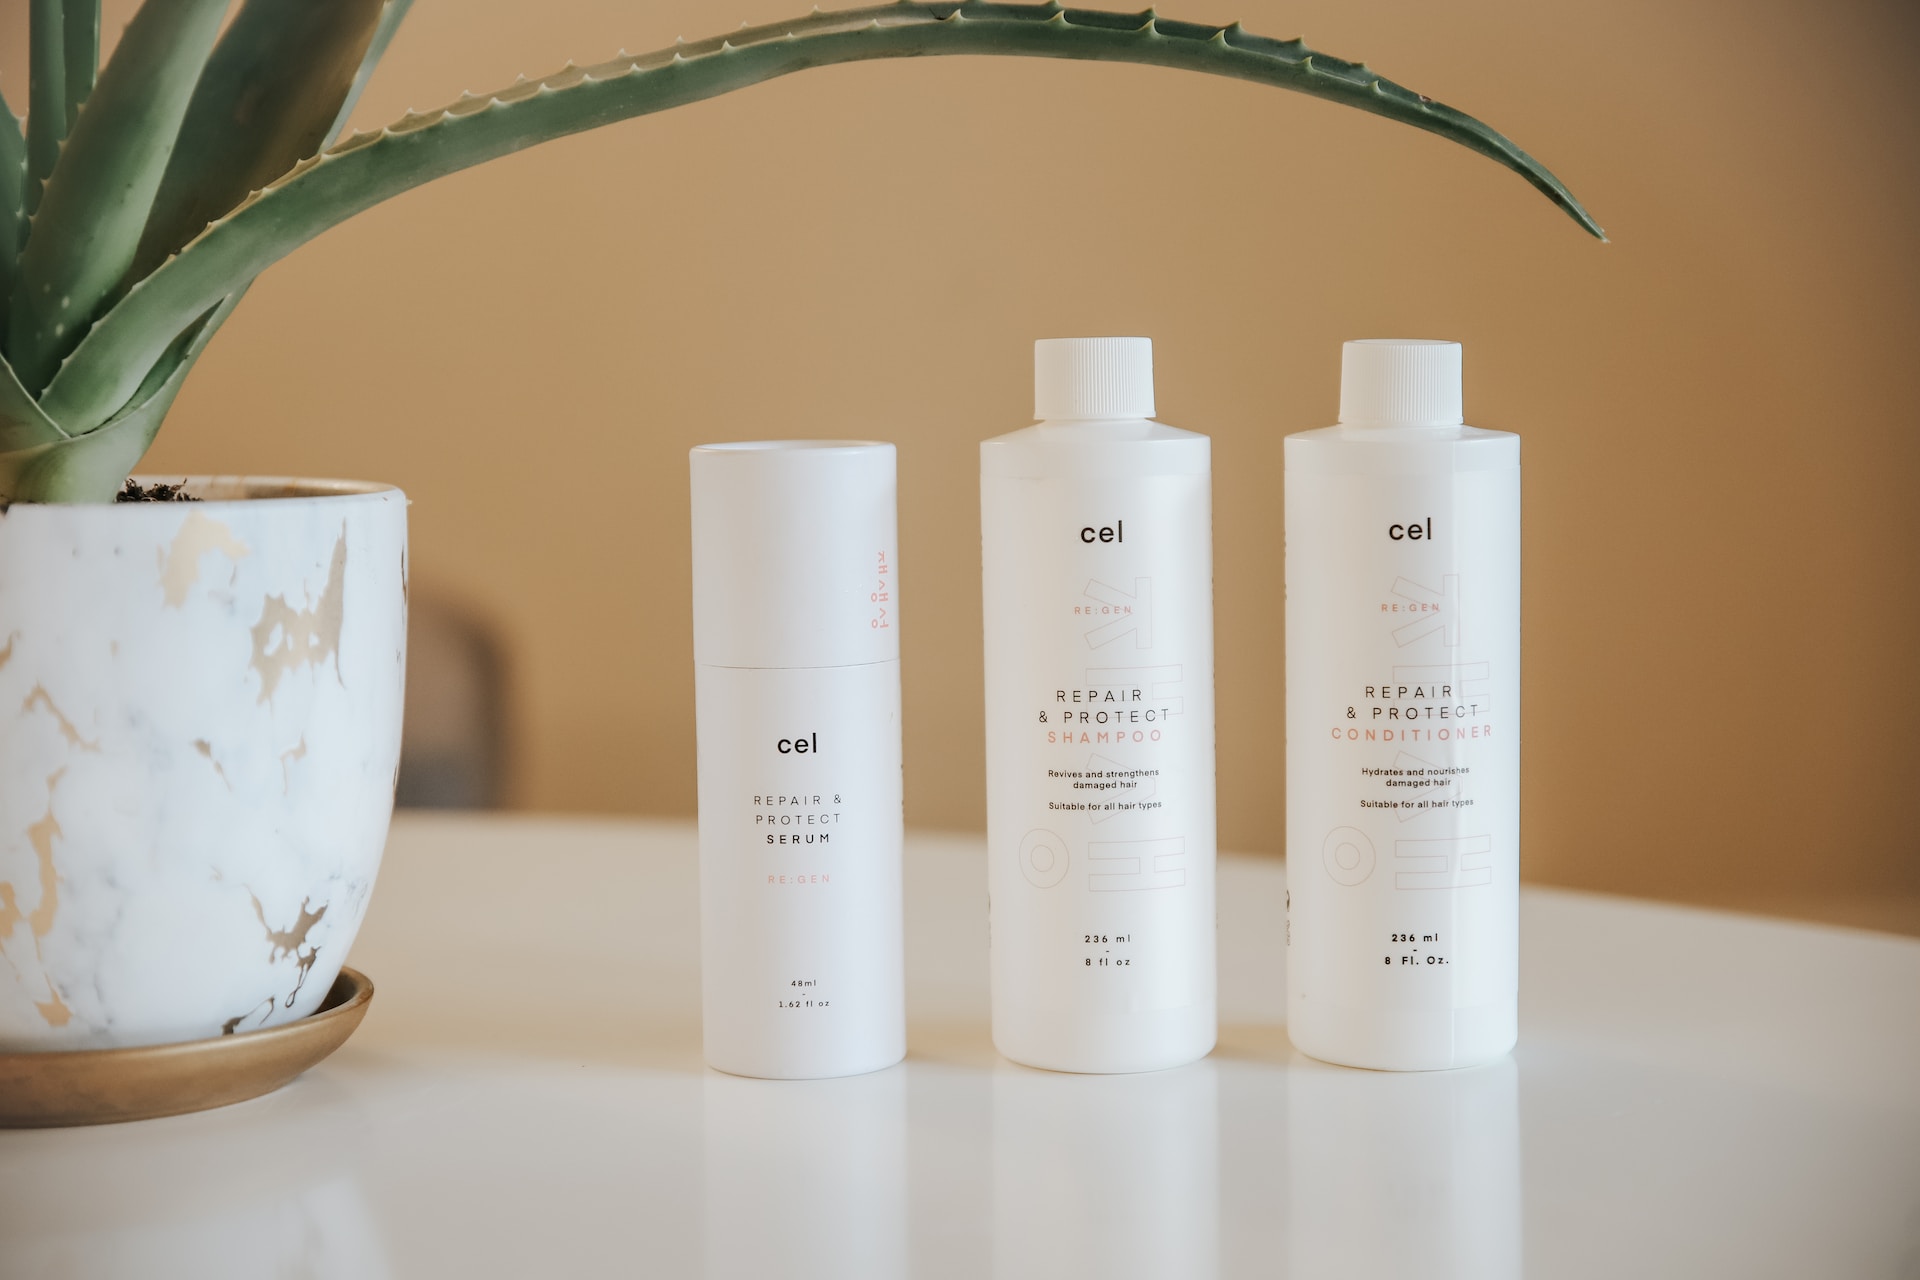 cel
REPAIR &
PROTECT
SERUM
RE:GEN
48ml
-
1.62 fl oz
cel
RE:GEN
REPAIR
& PROTECT
SHAMPOO
Revives and strengthens
damaged hair
Suitable for all hair types
236 ml
-
8 fl oz
cel
RE:GEN
REPAIR
& PROTECT
CONDITIONER
Hydrates and nourishes
damaged hair
Suitable for all hair types
236 ml
-
8 Fl. Oz.